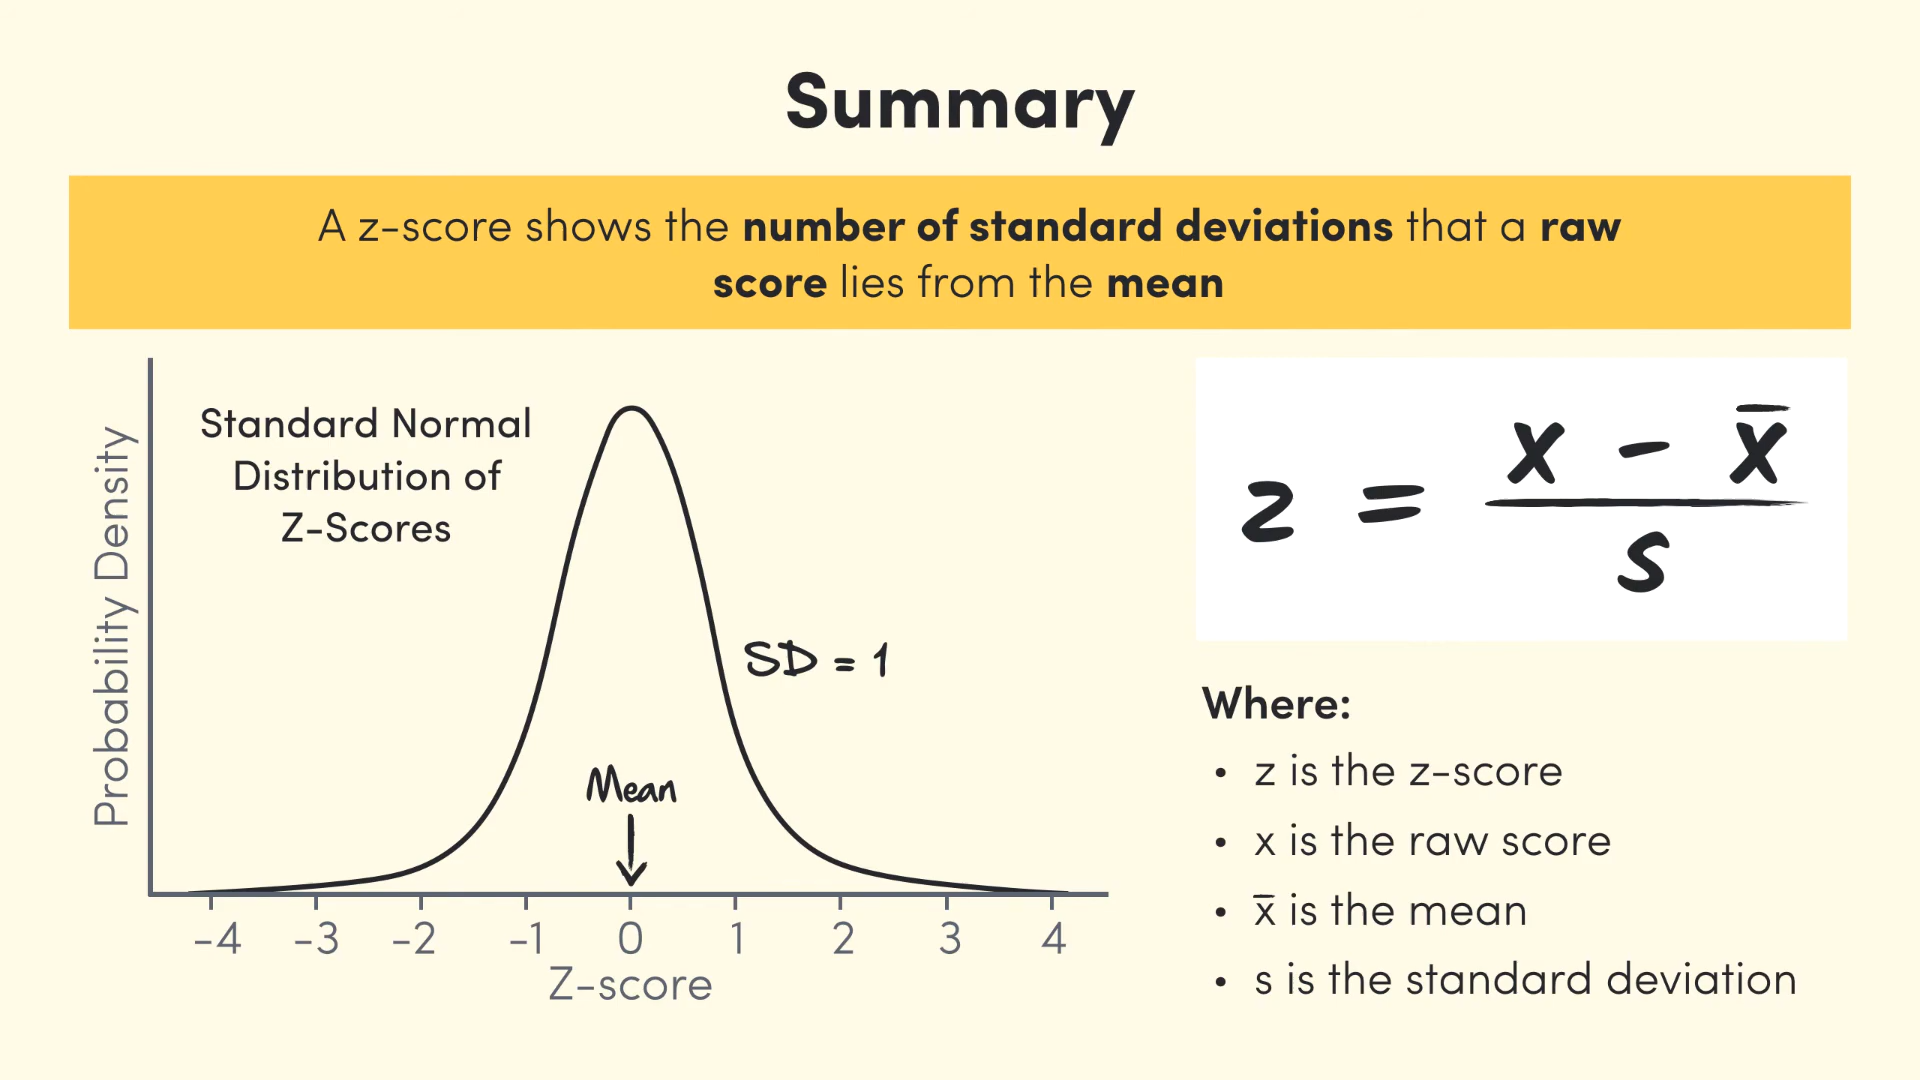 Summary
A z-score shows the number of standard deviations that a raw
score lies from the mean
Probability Density
Standard Normal
Distribution of
Z-Scores
SD = 1
Mean
-4 -3 -2 -1 0 1 2 3 4
Z-score
z = x - x̄
s
Where:
• z is the z-score
• x is the raw score
• x̄ is the mean
• s is the standard deviation